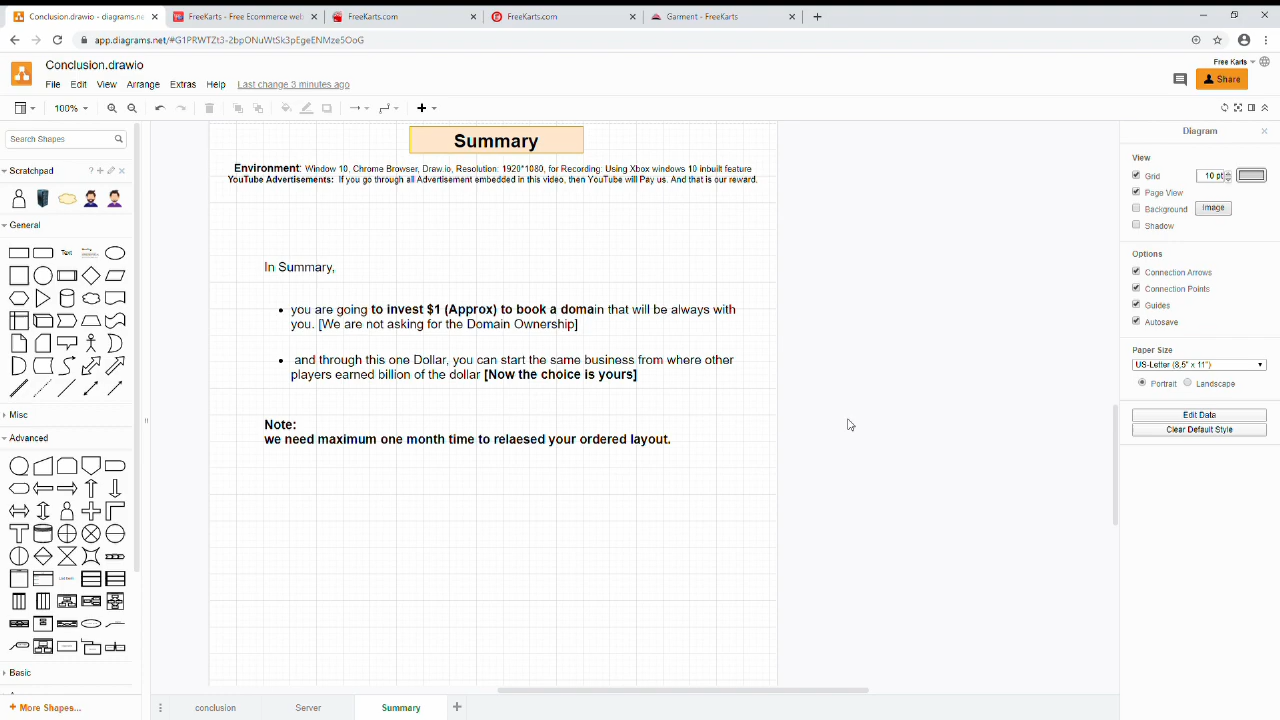 Conclusion.drawio - diagrams.ne
FreeKarts - Free Ecommerce web
FreeKarts.com
FreeKarts.com
Garment - FreeKarts
app.diagrams.net/#G1PRWTZt3-2bpONuWtSk3pEgeENMze5OoG
Conclusion.drawio
Free Karts
File Edit View Arrange Extras Help Last change 3 minutes ago
Share
100%
Search Shapes
Scratchpad
General
Text
Misc
Advanced
Basic
+ More Shapes...
Summary
Environment: Window 10, Chrome Browser, Draw.io, Resolution: 1920*1080, for Recording: Using Xbox windows 10 inbuilt feature
YouTube Advertisements: If you go through all Advertisement embedded in this video, then YouTube will Pay us. And that is our reward.
In Summary,
• you are going to invest $1 (Approx) to book a domain that will be always with
you. [We are not asking for the Domain Ownership]
• and through this one Dollar, you can start the same business from where other
players earned billion of the dollar [Now the choice is yours]
Note:
we need maximum one month time to relaesed your ordered layout.
Diagram
View
Grid 10 pt
Page View
Background Image
Shadow
Options
Connection Arrows
Connection Points
Guides
Autosave
Paper Size
US-Letter (8,5" x 11")
Portrait Landscape
Edit Data
Clear Default Style
conclusion Server Summary